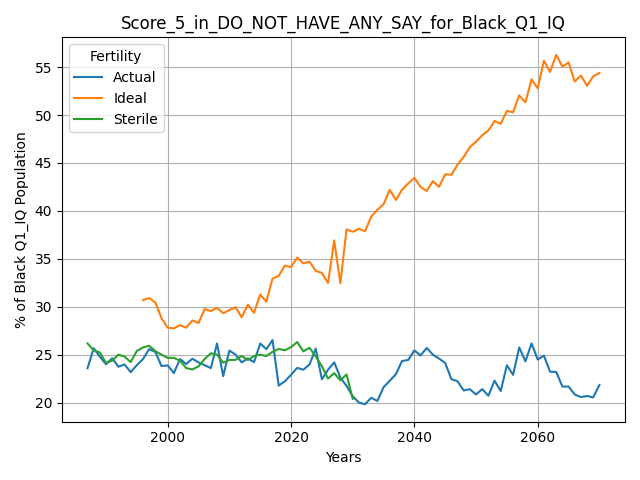 Score_5_in_DO_NOT_HAVE_ANY_SAY_for_Black_Q1_IQ
Fertility
Actual
Ideal
Sterile
% of Black Q1_IQ Population
55
50
45
40
35
30
25
20
2000
2020
2040
2060
Years